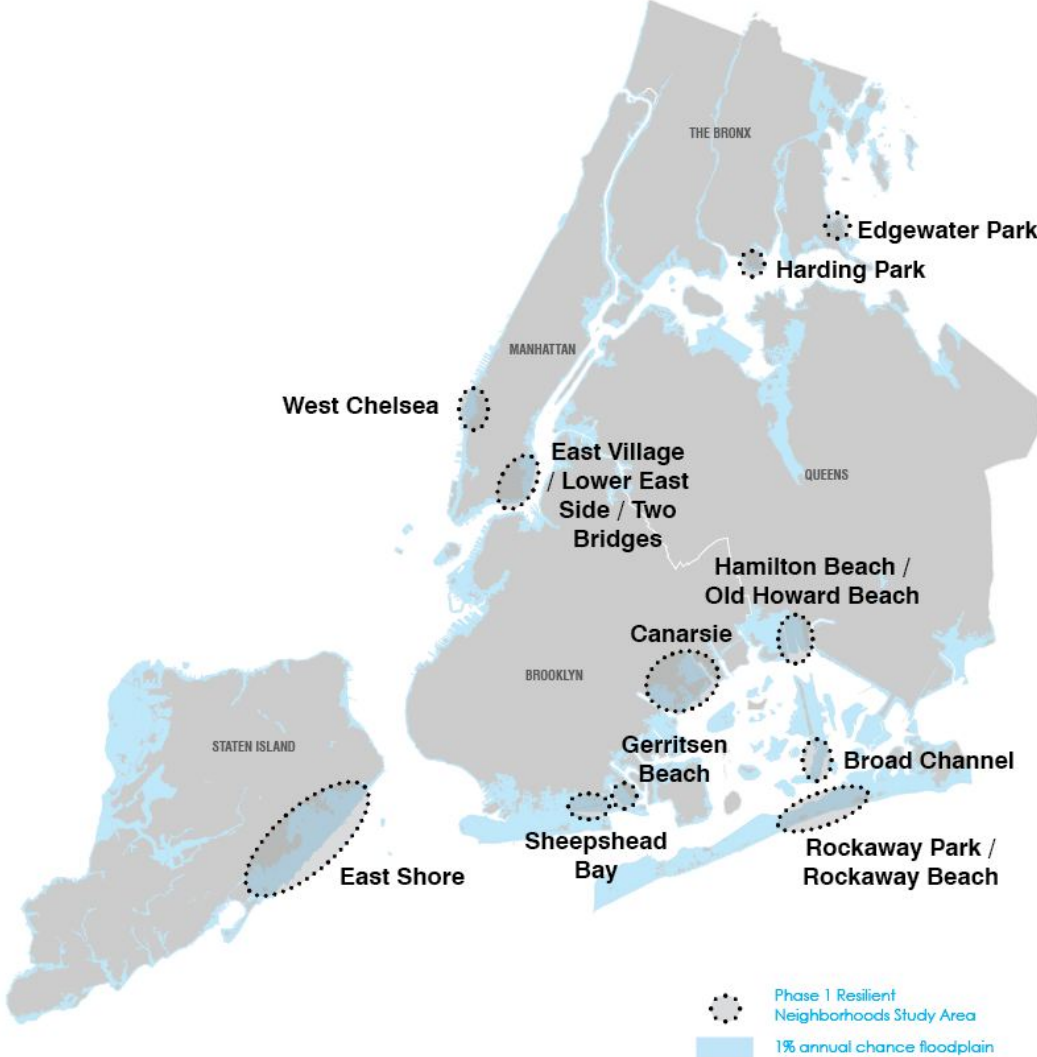 THE BRONX
Edgewater Park
Harding Park
MANHATTAN
West Chelsea
East Village
/ Lower East
Side / Two
Bridges
QUEENS
Hamilton Beach /
Old Howard Beach
Canarsie
BROOKLYN
STATEN ISLAND
Gerritsen
Beach
Broad Channel
Sheepshead
Bay
Rockaway Park /
Rockaway Beach
East Shore
Phase 1 Resilient
Neighborhoods Study Area
1% annual chance floodplain